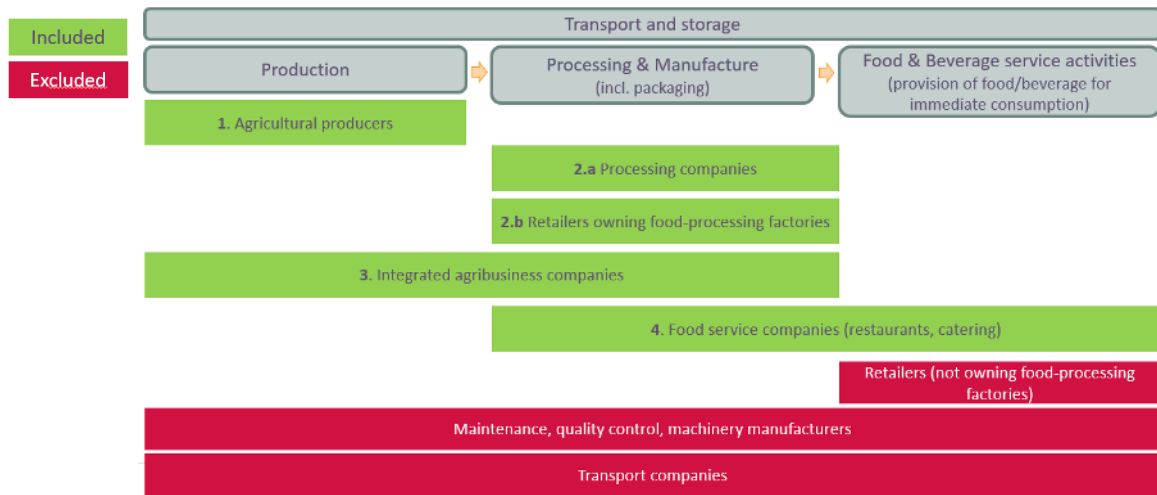 Included
Excluded
Transport and storage
Production
Processing & Manufacture
(incl. packaging)
Food & Beverage service activities
(provision of food/beverage for
immediate consumption)
1. Agricultural producers
2.a Processing companies
2.b Retailers owning food-processing factories
3. Integrated agribusiness companies
4. Food service companies (restaurants, catering)
Retailers (not owning food-processing
factories)
Maintenance, quality control, machinery manufacturers
Transport companies